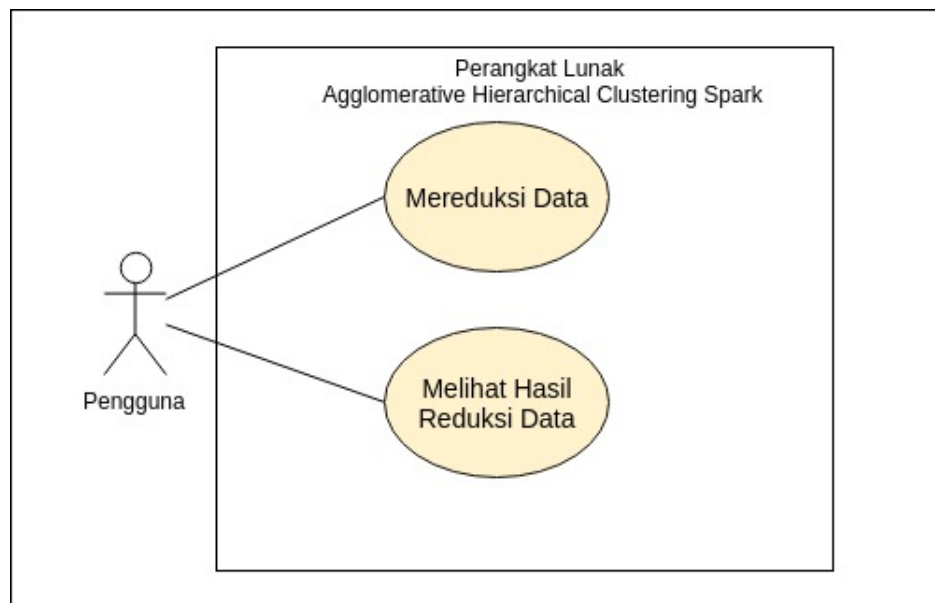 Perangkat Lunak
Agglomerative Hierarchical Clustering Spark
Mereduksi Data
Melihat Hasil
Reduksi Data
Pengguna